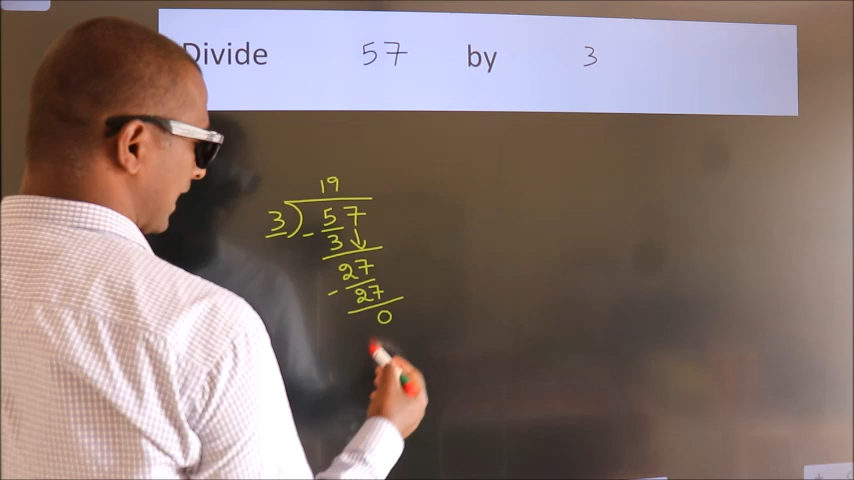 Divide 57 by 3
19
3 ) 57
- 3 ↓
27
- 27
0